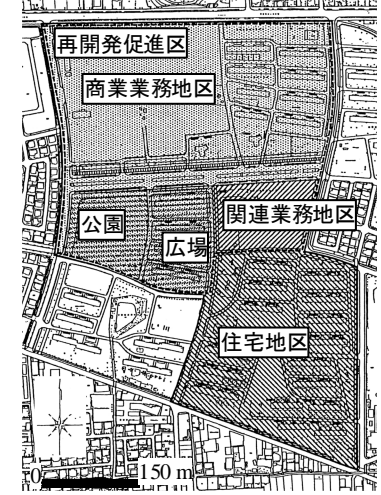 再開発促進区
商業業務地区
関連業務地区
公園
広場
住宅地区
0 150 m